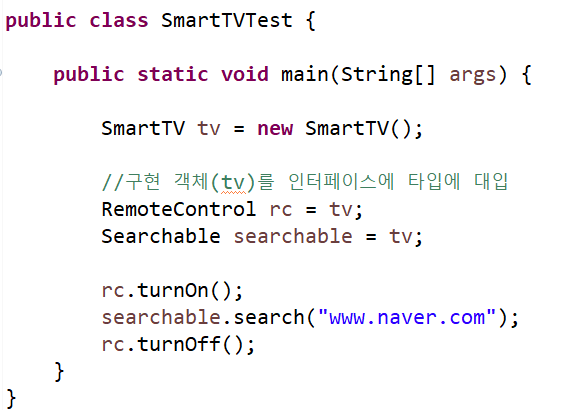 public class SmartTVTest {
public static void main(String[] args) {
SmartTV tv = new SmartTV();
//구현 객체(tv)를 인터페이스에 타입에 대입
RemoteControl rc = tv;
Searchable searchable = tv;
rc.turnOn();
searchable.search("www.naver.com");
rc.turnOff();
}
}